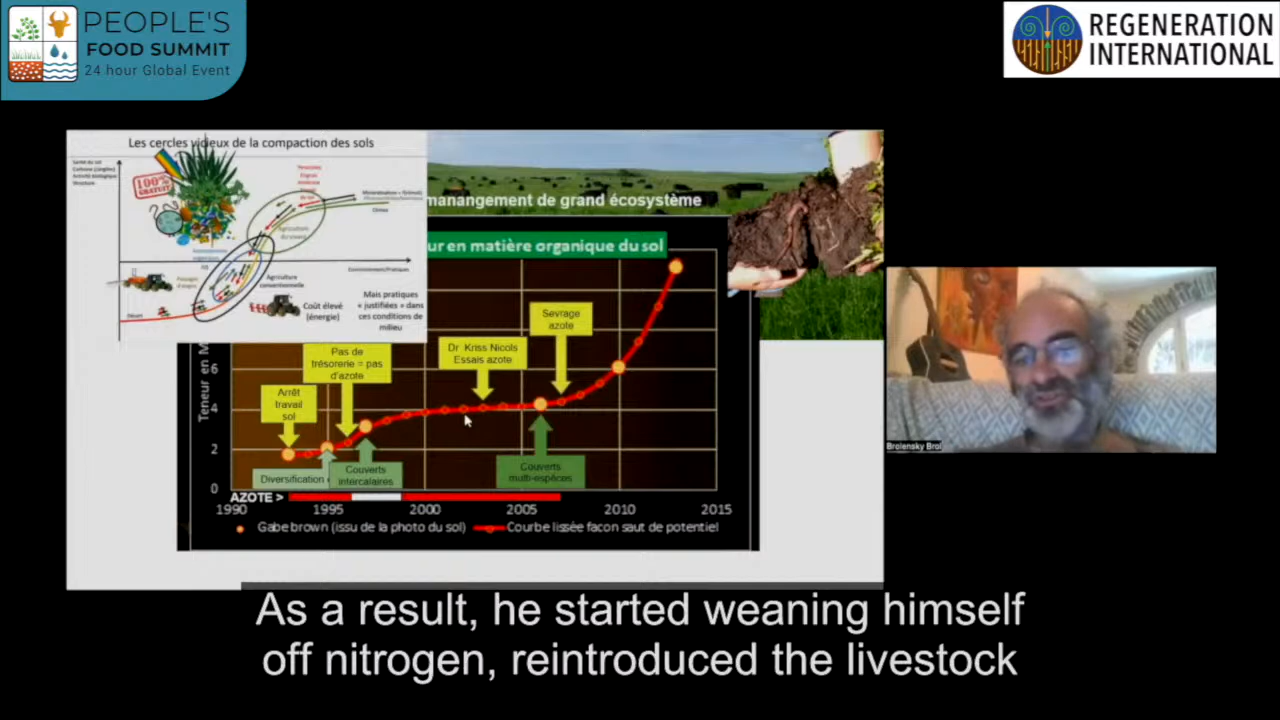 PEOPLE'S
FOOD SUMMIT
24 hour Global Event
REGENERATION
INTERNATIONAL
Les cercles vicieux de la compaction des sols
100%
GRATUIT
Agriculture
conventionnelle
Environnement/Pratiques
Désert
Coût élevé
(énergie)
Mais pratiques
« justifiées » dans
ces conditions de
milieu
manangement de grand écosystème
ur en matière organique du sol
Teneur en M
6
4
2
0
Arrêt
travail
sol
Pas de
trésorerie = pas
d'azote
Dr Kriss Nicols
Essais azote
Sevrage
azote
Diversification
Couverts
intercalaires
Couverts
multi-espèces
AZOTE >
1990 1995 2000 2005 2010 2015
Gabe brown (issu de la photo du sol)
Courbe lissée façon saut de potentiel
Brolensky Brol
As a result, he started weaning himself
off nitrogen, reintroduced the livestock